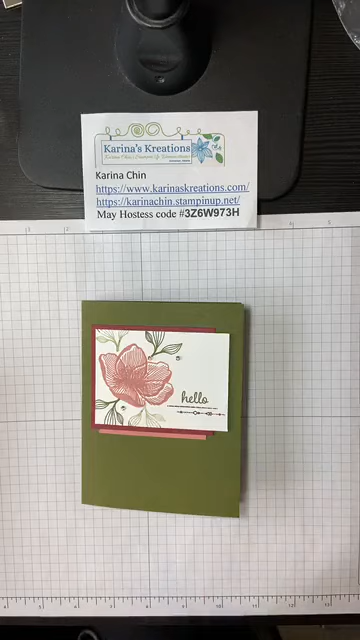 Karina's Kreations
Karina Chin
https://www.karinaskreations.com/
https://karinachin.stampinup.net/
May Hostess code #3Z6W973H
hello